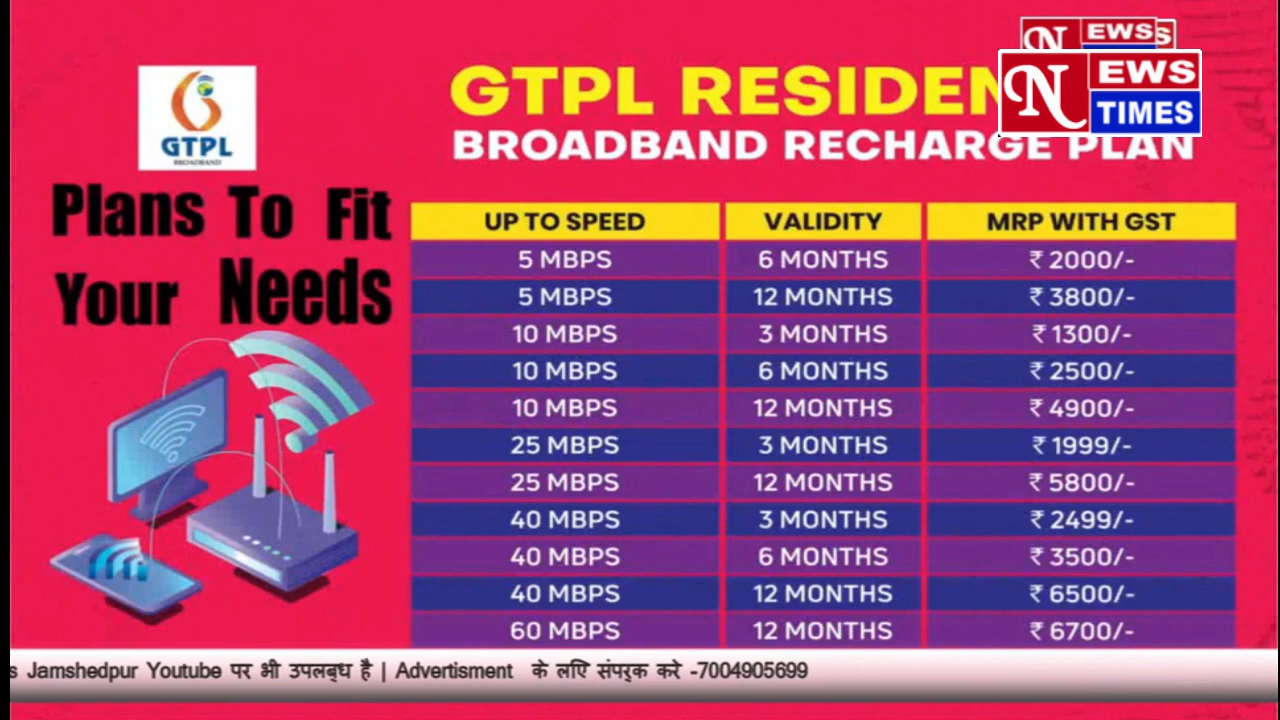 EWS
N
EWS
TIMES
GTPL
BROADBAND
GTPL RESIDEN
BROADBAND RECHARGE PLAN
Plans To Fit
Your Needs
UP TO SPEED VALIDITY MRP WITH GST
5 MBPS 6 MONTHS ₹ 2000/-
5 MBPS 12 MONTHS ₹ 3800/-
10 MBPS 3 MONTHS ₹ 1300/-
10 MBPS 6 MONTHS ₹ 2500/-
10 MBPS 12 MONTHS ₹ 4900/-
25 MBPS 3 MONTHS ₹ 1999/-
25 MBPS 12 MONTHS ₹ 5800/-
40 MBPS 3 MONTHS ₹ 2499/-
40 MBPS 6 MONTHS ₹ 3500/-
40 MBPS 12 MONTHS ₹ 6500/-
60 MBPS 12 MONTHS ₹ 6700/-
s Jamshedpur Youtube पर भी उपलब्ध है | Advertisment के लिए संपर्क करे -7004905699